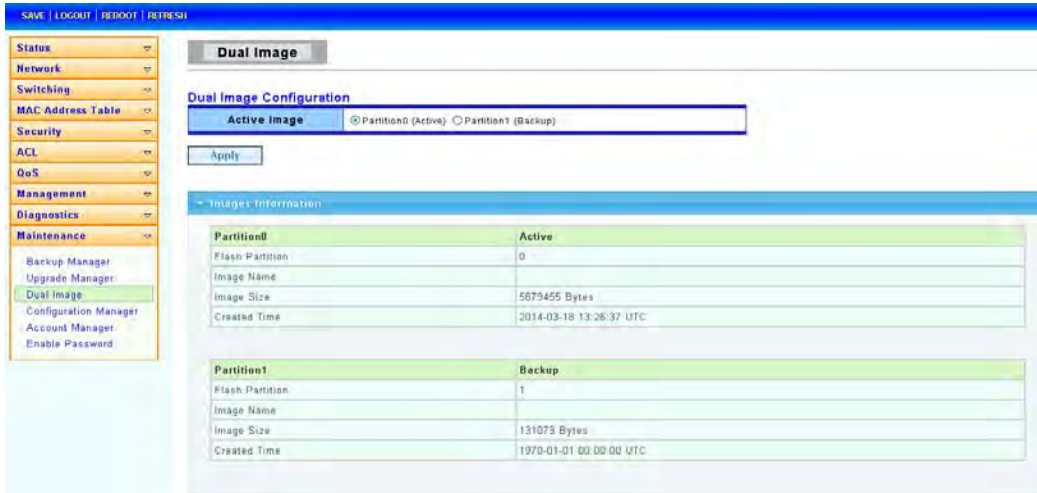 SAVE | LOGOUT | REBOOT | REFRESH
Status
Network
Switching
MAC Address Table
Security
ACL
QoS
Management
Diagnostics
Maintenance
Backup Manager
Upgrade Manager
Dual Image
Configuration Manager
Account Manager
Enable Password
Dual Image
Dual Image Configuration
Active Image Partition0 (Active) Partition1 (Backup)
Apply
Images Information
Partition0 Active
Flash Partition 0
Image Name
Image Size 5679455 Bytes
Created Time 2014-03-18 13:26:37 UTC
Partition1 Backup
Flash Partition 1
Image Name
Image Size 131073 Bytes
Created Time 1970-01-01 00:00:00 UTC